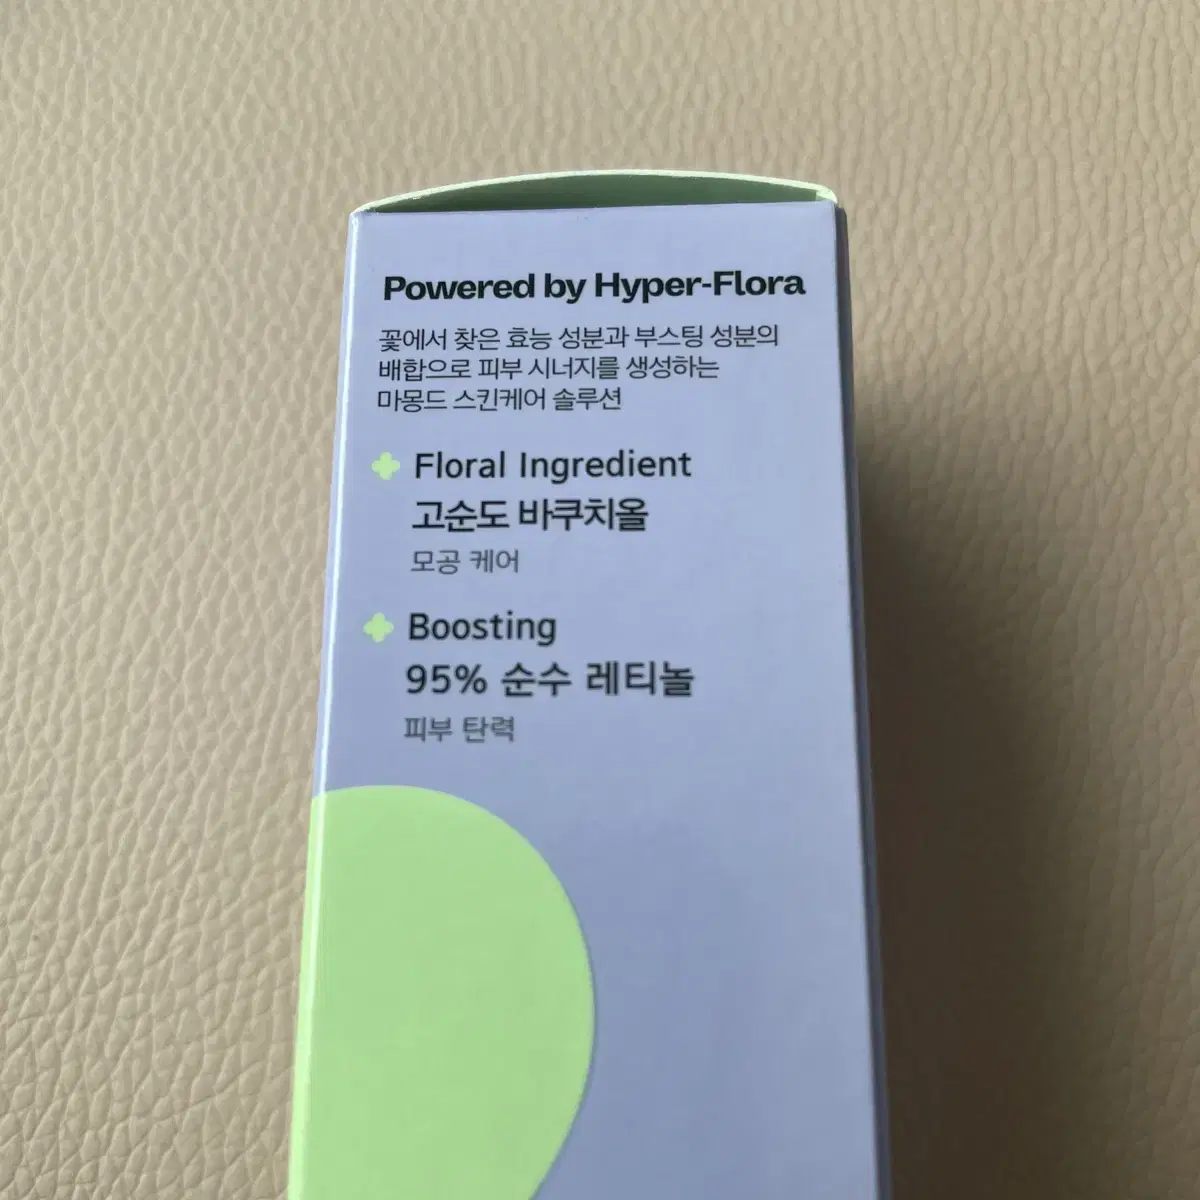 Powered by Hyper-Flora
꽃에서 찾은 효능 성분과 부스팅 성분의
배합으로 피부 시너지를 생성하는
마몽드 스킨케어 솔루션
Floral Ingredient
고순도 바쿠치올
모공 케어
Boosting
95% 순수 레티놀
피부 탄력